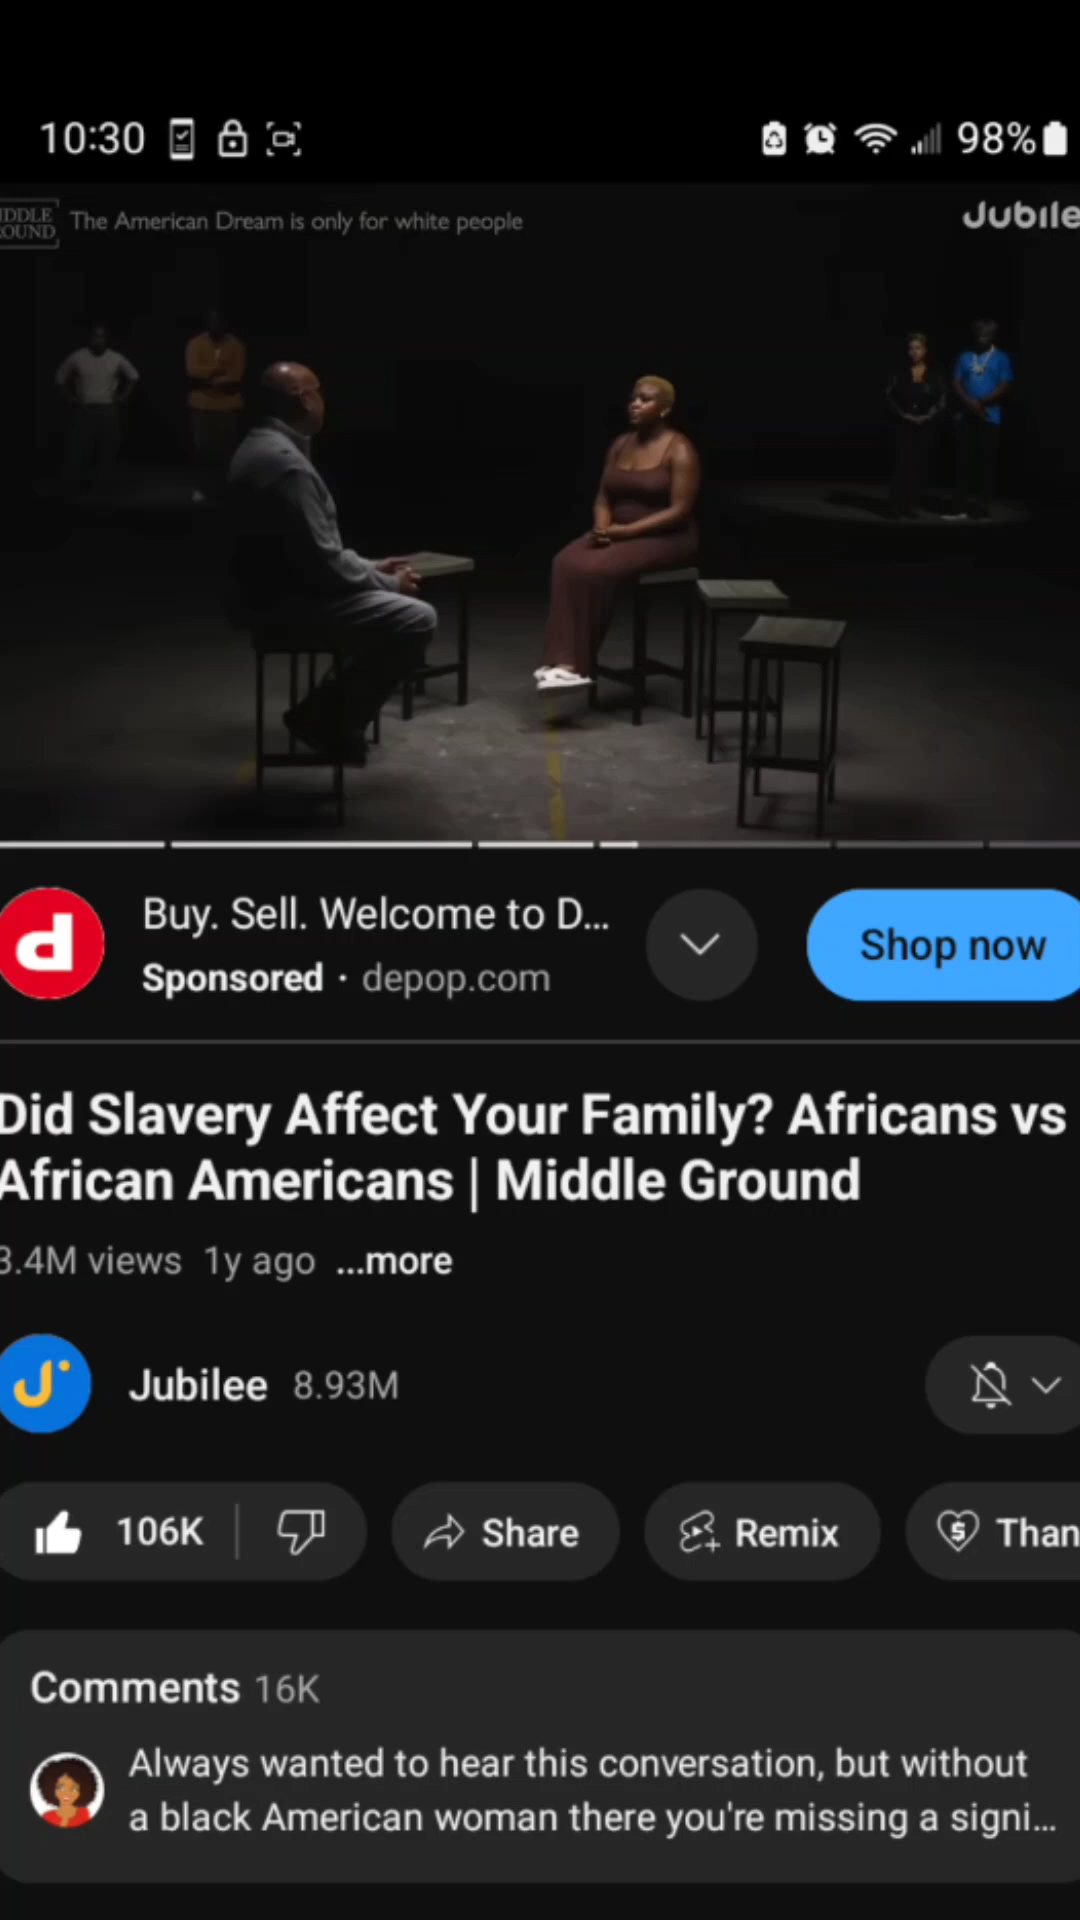 10:30
98%
IDDLE
OUND
The American Dream is only for white people
Jubile
d
Buy. Sell. Welcome to D...
Sponsored · depop.com
Shop now
Did Slavery Affect Your Family? Africans vs
African Americans | Middle Ground
3.4M views 1y ago ...more
J
Jubilee 8.93M
106K
Share
Remix
Than
Comments 16K
Always wanted to hear this conversation, but without
a black American woman there you're missing a signi...